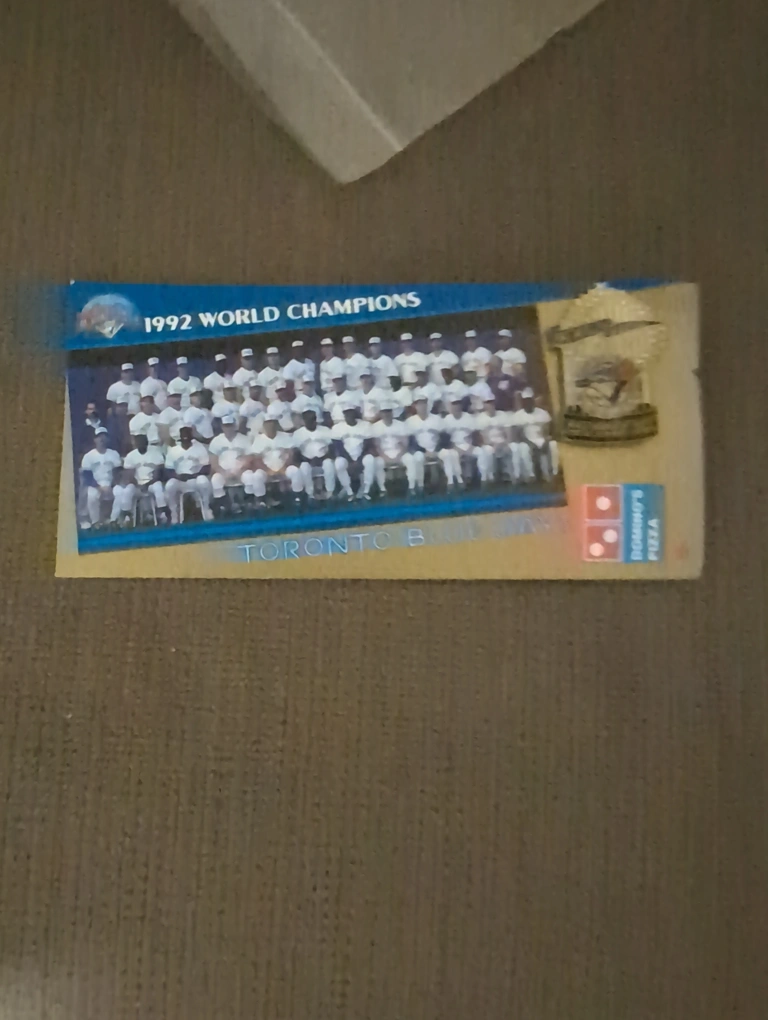 1992 WORLD CHAMPIONS
TORONTO
DOMINO'S
PIZZA